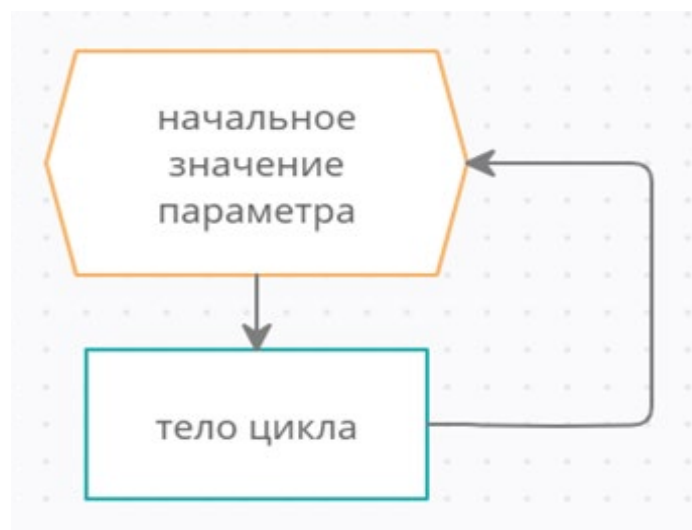 начальное
значение
параметра
тело цикла